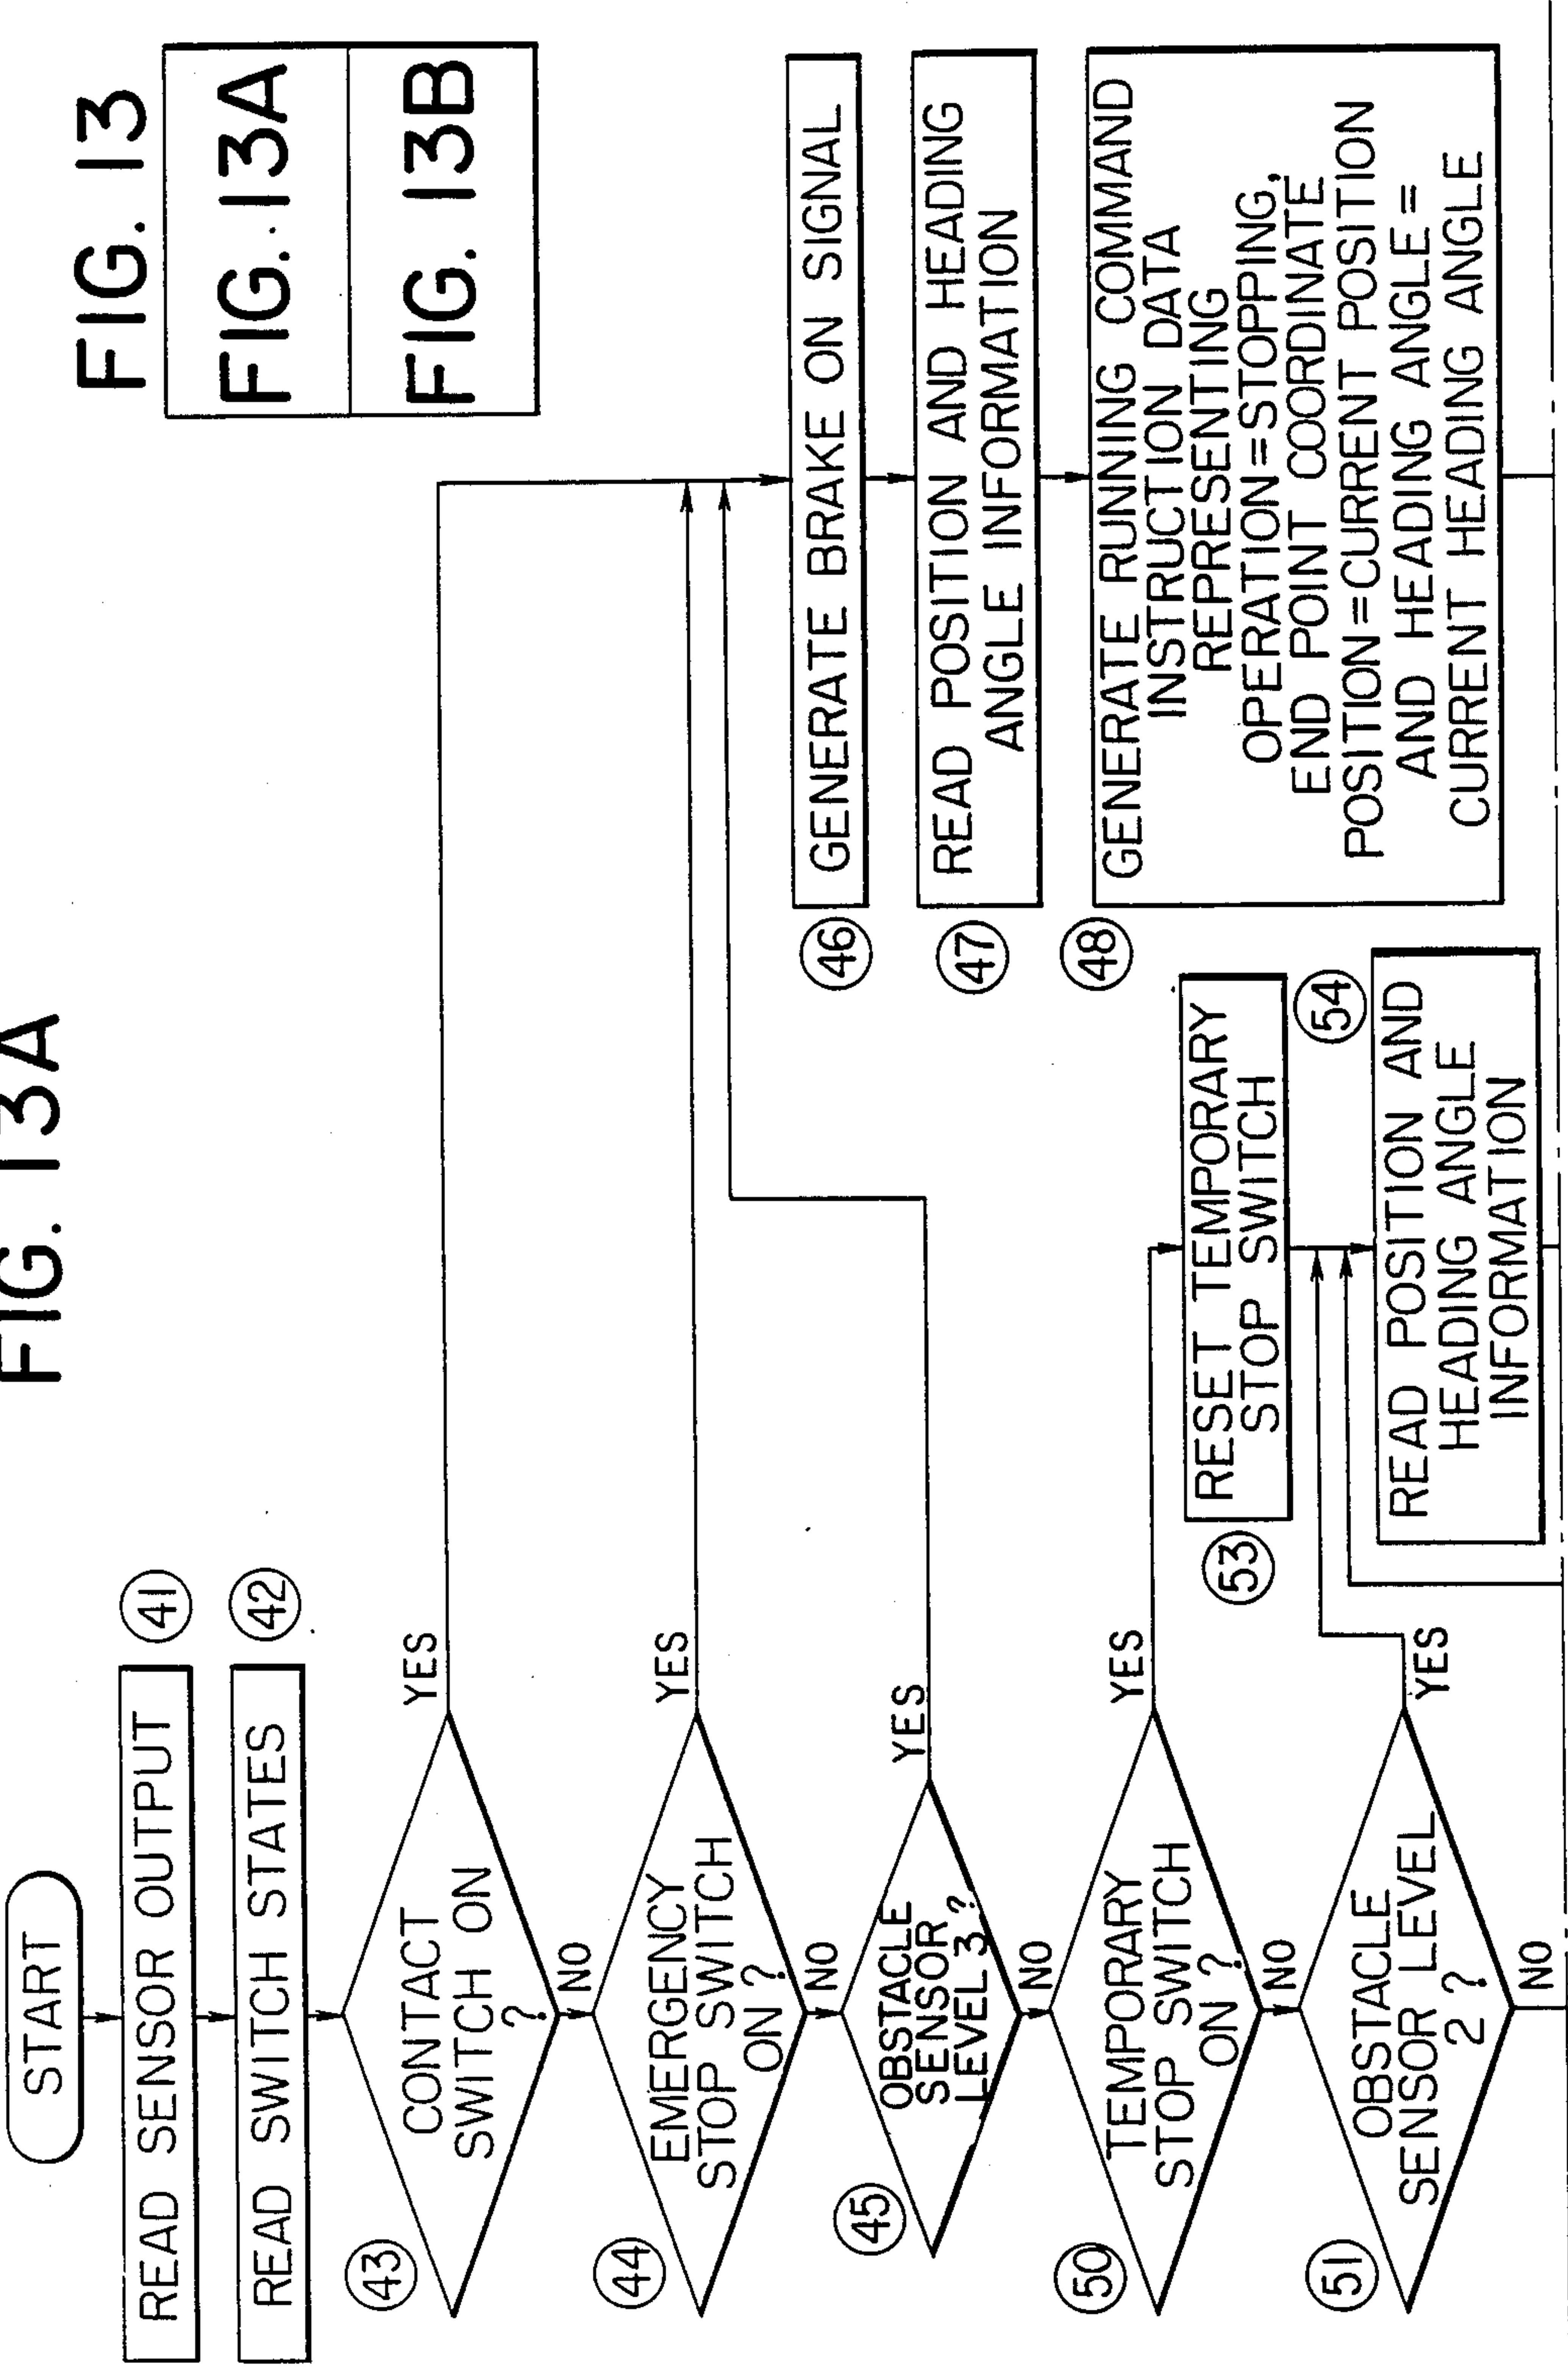 FIG. 13A
FIG. 13
FIG. 13A
FIG. 13B
START
READ SENSOR OUTPUT
41
READ SWITCH STATES
42
43
CONTACT
SWITCH ON
?
YES
NO
44
EMERGENCY
STOP SWITCH
ON ?
YES
NO
45
OBSTACLE
SENSOR
LEVEL 3 ?
YES
NO
46
GENERATE BRAKE ON SIGNAL
47
READ POSITION AND HEADING
ANGLE INFORMATION
48
GENERATE RUNNING COMMAND
INSTRUCTION DATA
REPRESENTING
OPERATION=STOPPING,
END POINT COORDINATE
POSITION=CURRENT POSITION
AND HEADING ANGLE=
CURRENT HEADING ANGLE
50
TEMPORARY
STOP SWITCH
ON ?
YES
NO
53
RESET TEMPORARY
STOP SWITCH
51
OBSTACLE
SENSOR LEVEL
2 ?
YES
NO
54
READ POSITION AND
HEADING ANGLE
INFORMATION